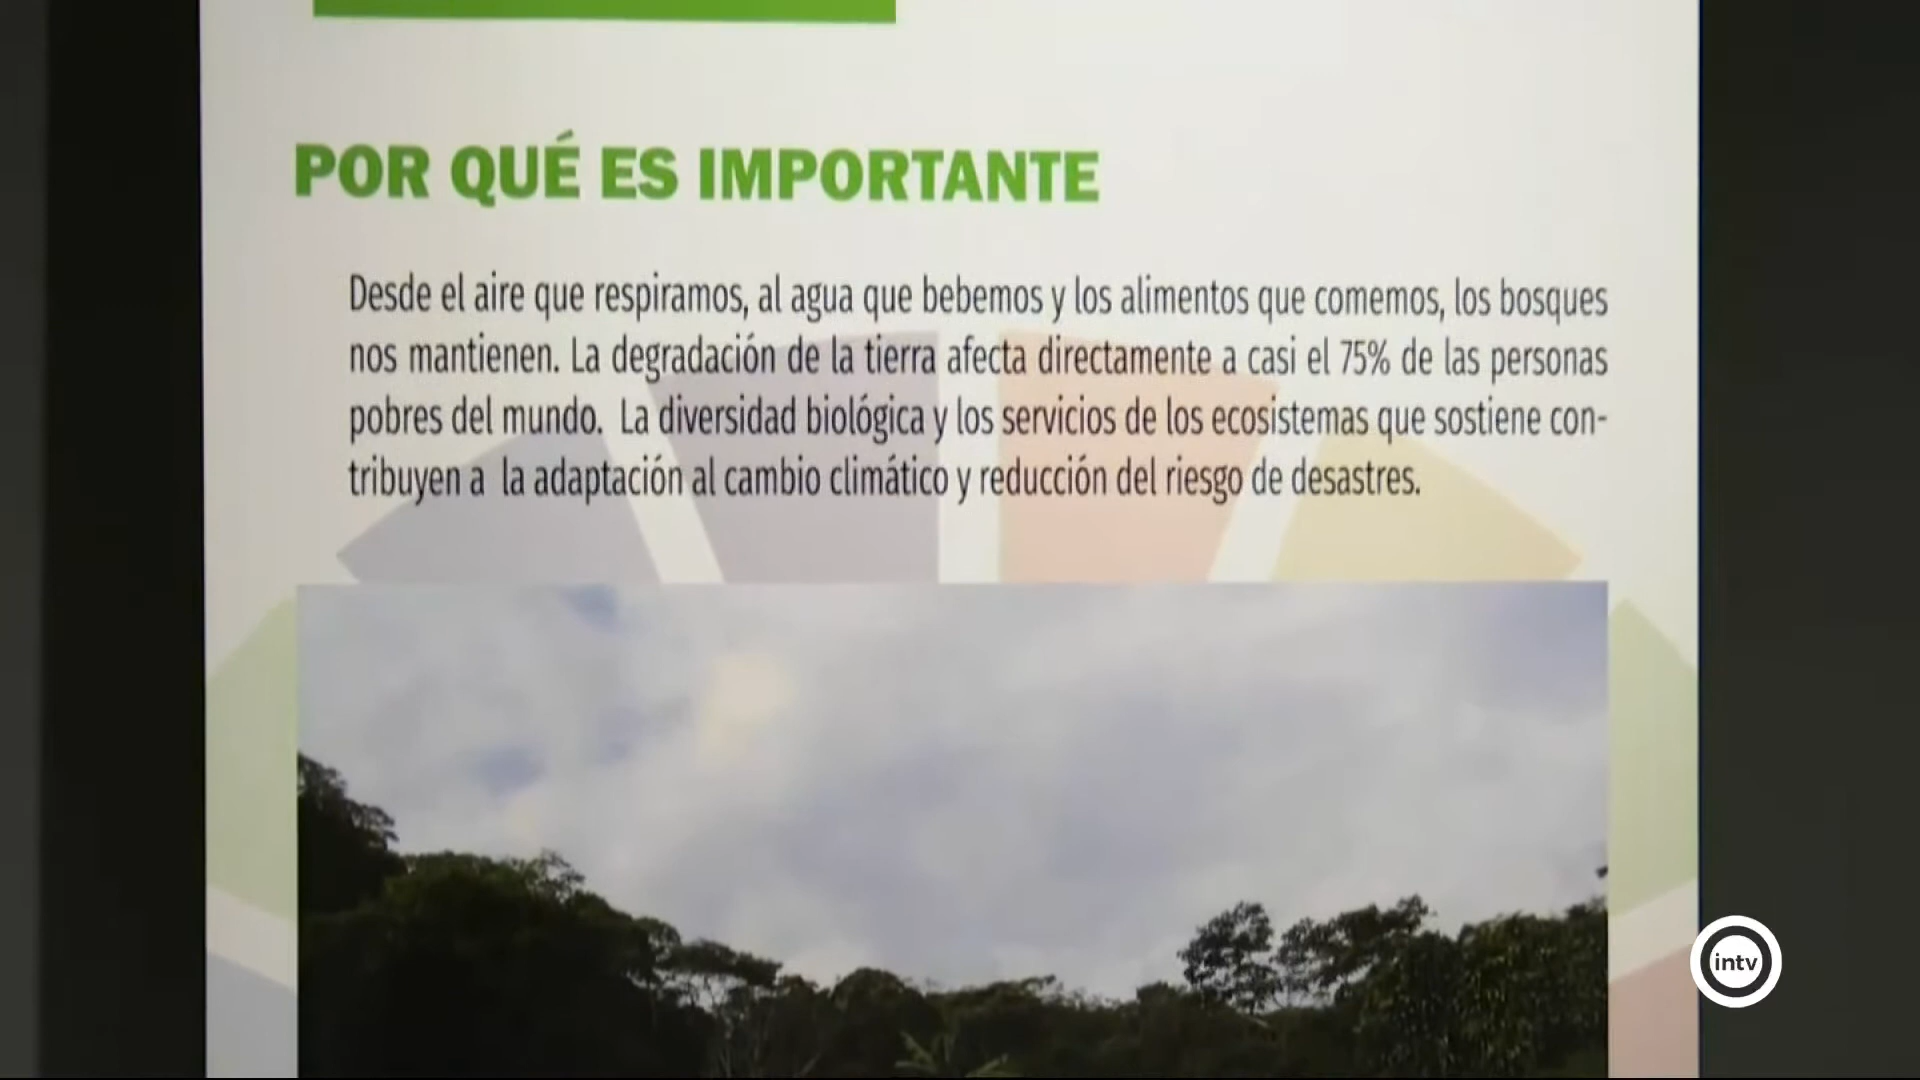 POR QUÉ ES IMPORTANTE
Desde el aire que respiramos, al agua que bebemos y los alimentos que comemos, los bosques
nos mantienen. La degradación de la tierra afecta directamente a casi el 75% de las personas
pobres del mundo. La diversidad biológica y los servicios de los ecosistemas que sostiene con-
tribuyen a la adaptación al cambio climático y reducción del riesgo de desastres.
intv